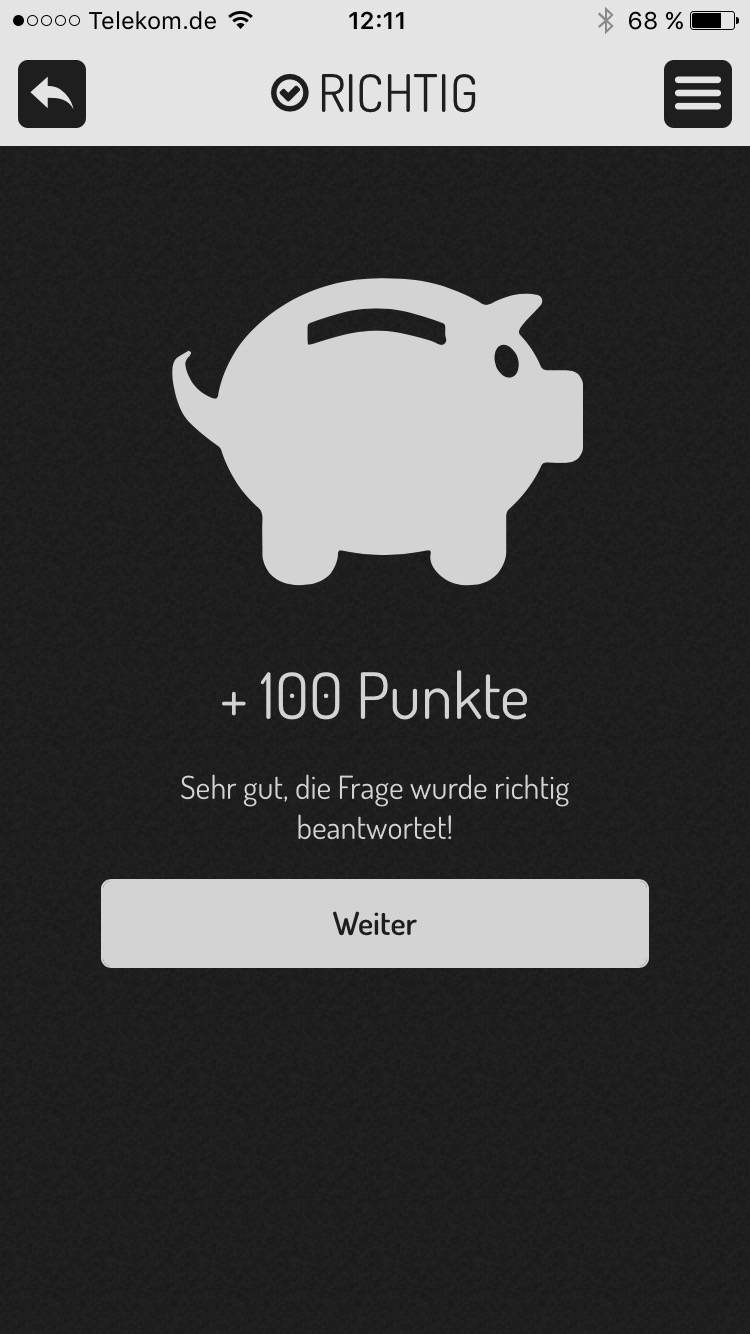 Telekom.de 12:11 68 %
RICHTIG
+ 100 Punkte
Sehr gut, die Frage wurde richtig
beantwortet!
Weiter